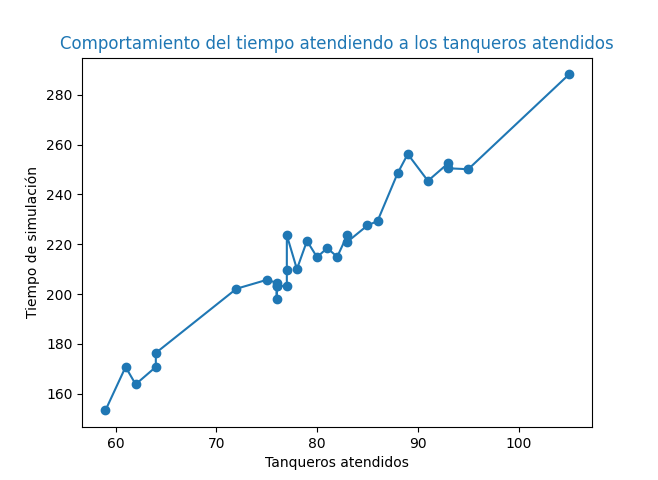 Comportamiento del tiempo atendiendo a los tanqueros atendidos
280
260
240
220
200
180
160
Tiempo de simulación
60 70 80 90 100
Tanqueros atendidos